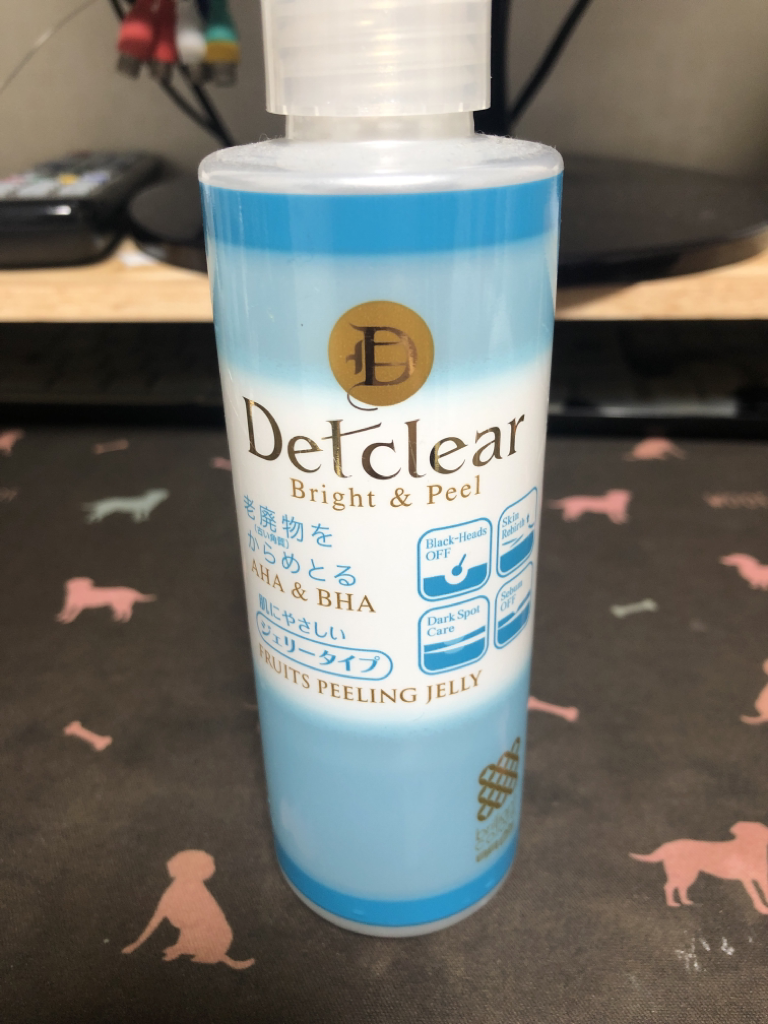 D
Detclear
Bright & Peel
老廃物を
(古い角質)
からめとる
AHA & BHA
肌にやさしい
ジェリータイプ
FRUITS PEELING JELLY
Black-Heads
OFF
Skin
Rebirth
Dark Spot
Care
Sebum
OFF